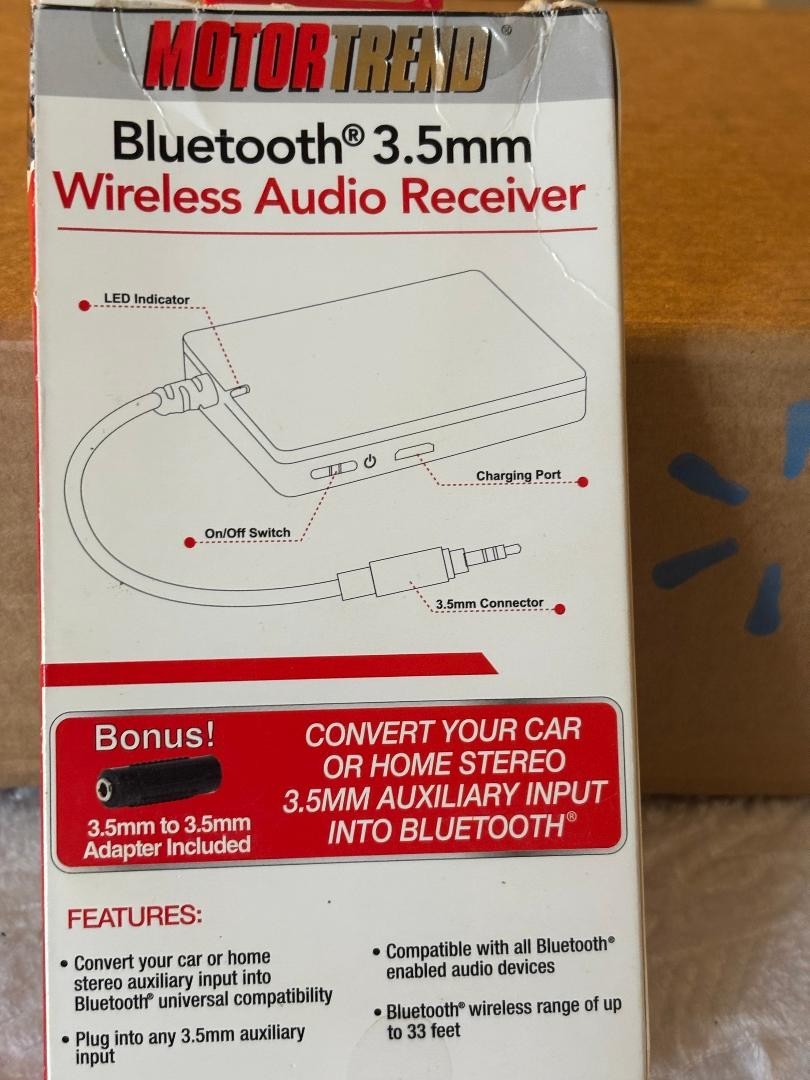 MOTORTREND®
Bluetooth® 3.5mm
Wireless Audio Receiver
LED Indicator
Charging Port
On/Off Switch
3.5mm Connector
Bonus!
3.5mm to 3.5mm
Adapter Included
CONVERT YOUR CAR
OR HOME STEREO
3.5MM AUXILIARY INPUT
INTO BLUETOOTH®
FEATURES:
• Convert your car or home
stereo auxiliary input into
Bluetooth® universal compatibility
• Plug into any 3.5mm auxiliary
input
• Compatible with all Bluetooth®
enabled audio devices
• Bluetooth® wireless range of up
to 33 feet